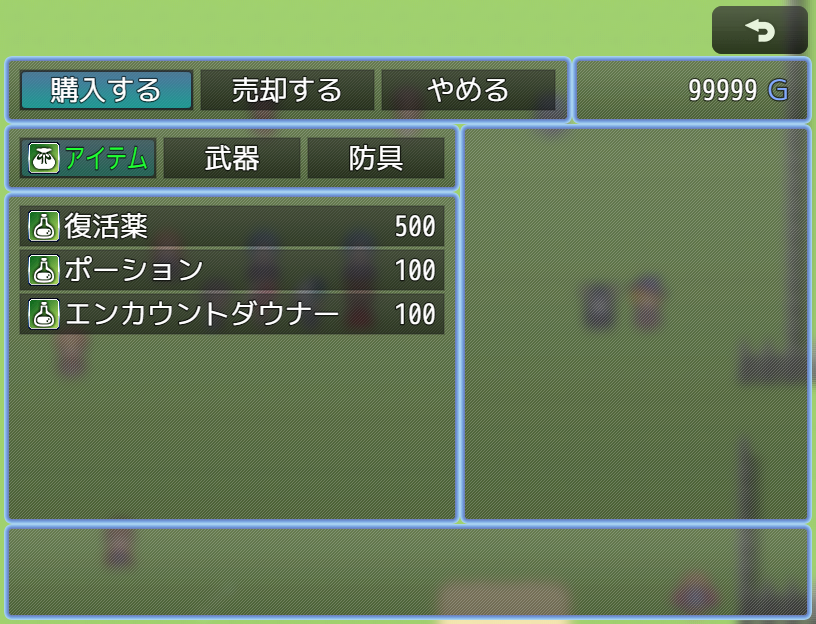 購入する 売却する やめる 99999 G
アイテム 武器 防具
復活薬 500
ポーション 100
エンカウントダウナー 100